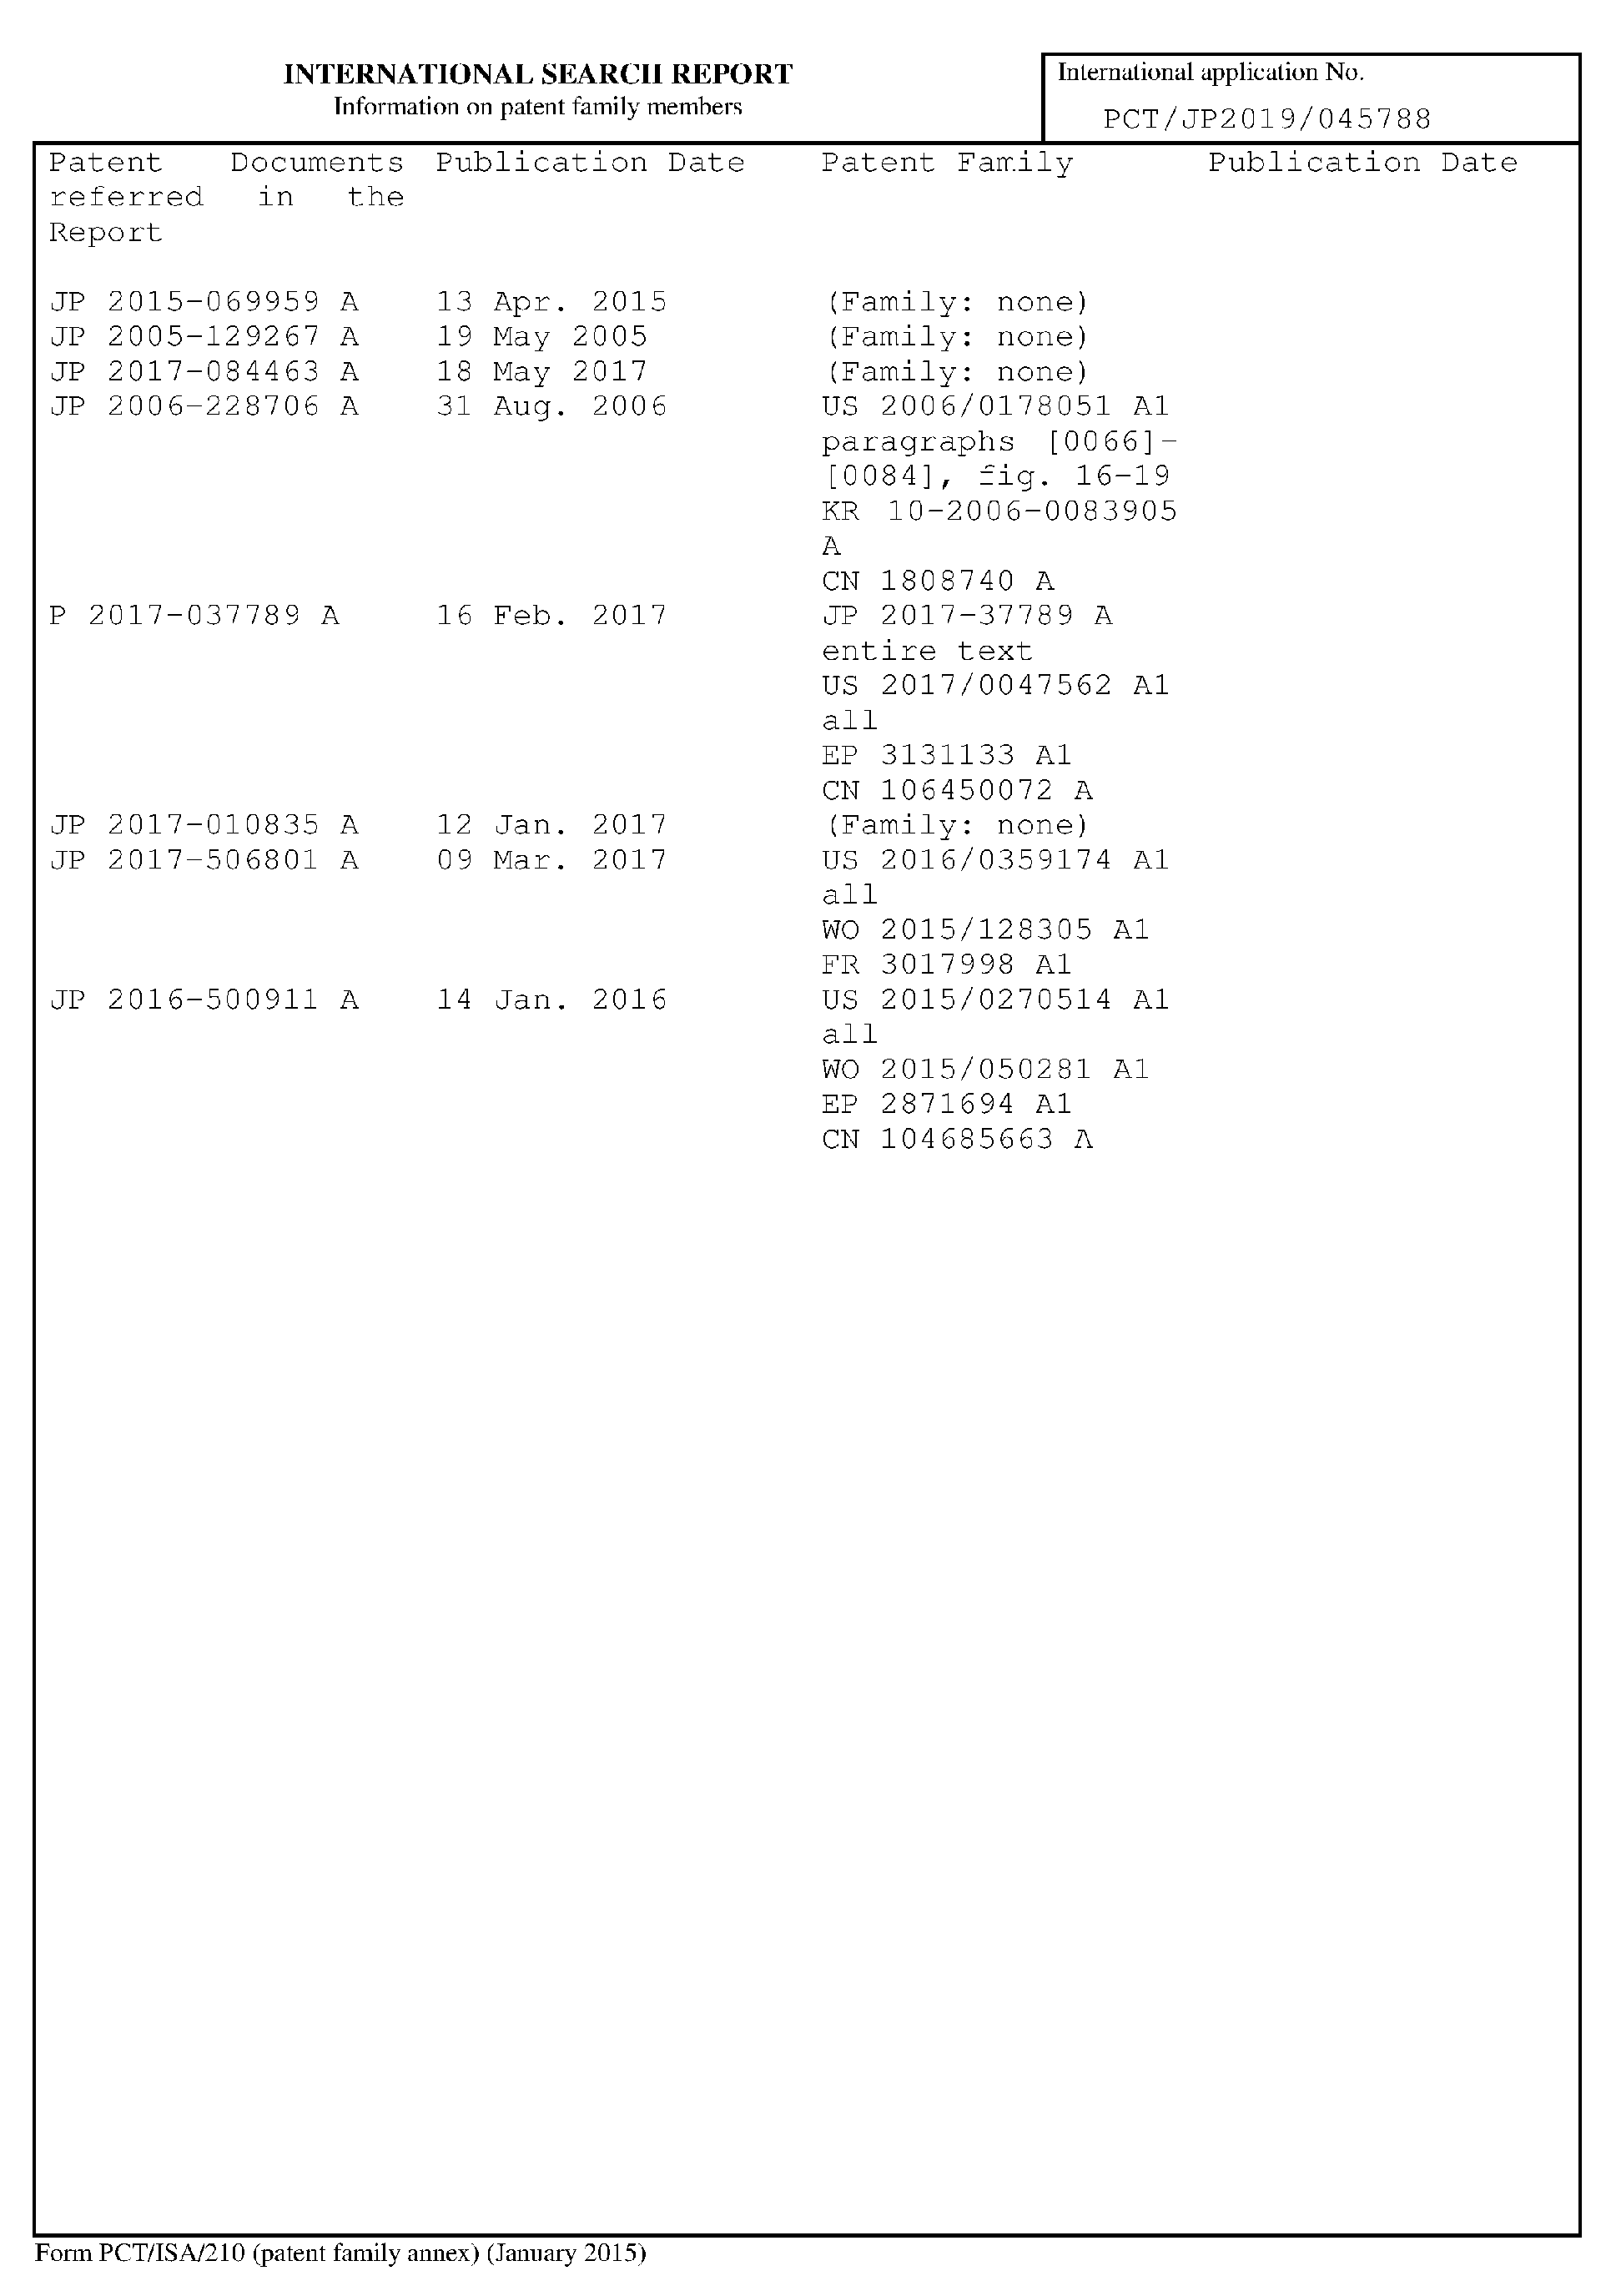 INTERNATIONAL SEARCH REPORT
Information on patent family members
International application No.
PCT/JP2019/045788
Patent Documents referred in the Report Publication Date Patent Family Publication Date
JP 2015-069959 A 13 Apr. 2015 (Family: none)
JP 2005-129267 A 19 May 2005 (Family: none)
JP 2017-084463 A 18 May 2017 (Family: none)
JP 2006-228706 A 31 Aug. 2006 US 2006/0178051 A1
paragraphs [0066]-
[0084], fig. 16-19
KR 10-2006-0083905
A
CN 1808740 A
P 2017-037789 A 16 Feb. 2017 JP 2017-37789 A
entire text
US 2017/0047562 A1
all
EP 3131133 A1
CN 106450072 A
JP 2017-010835 A 12 Jan. 2017 (Family: none)
JP 2017-506801 A 09 Mar. 2017 US 2016/0359174 A1
all
WO 2015/128305 A1
FR 3017998 A1
JP 2016-500911 A 14 Jan. 2016 US 2015/0270514 A1
all
WO 2015/050281 A1
EP 2871694 A1
CN 104685663 A
Form PCT/ISA/210 (patent family annex) (January 2015)